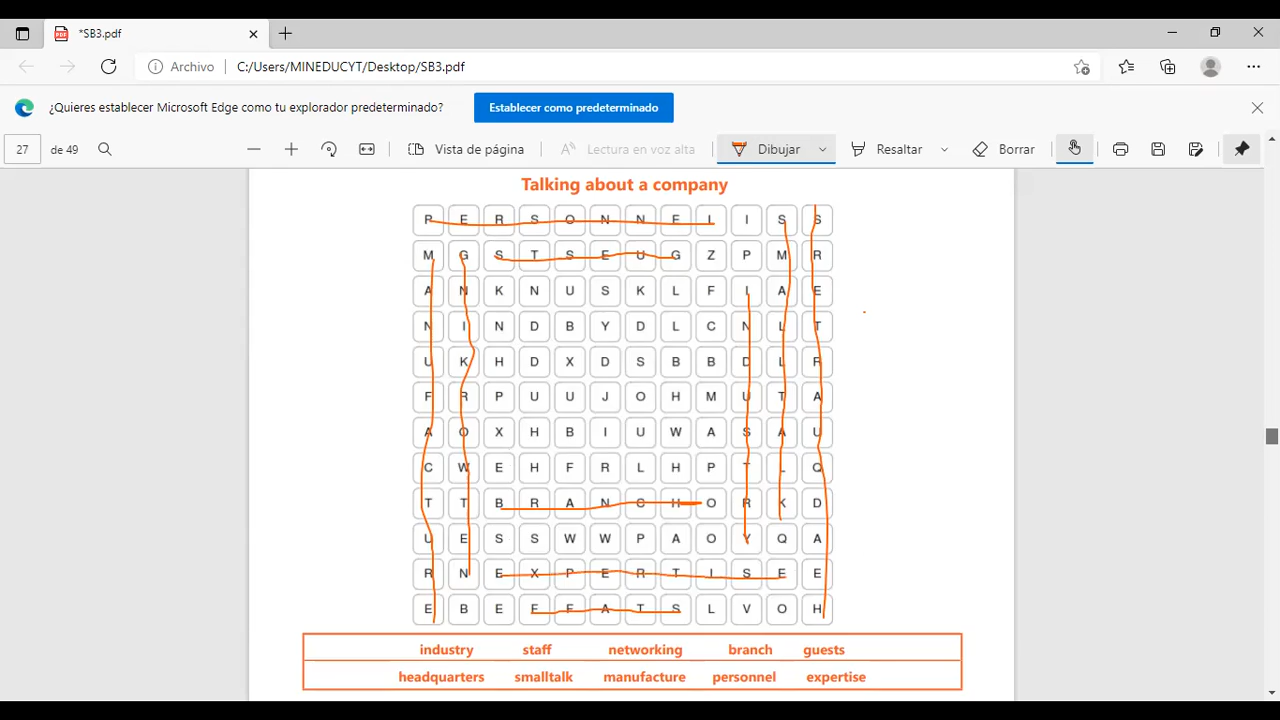 *SB3.pdf
Archivo C:/Users/MINEDUCYT/Desktop/SB3.pdf
¿Quieres establecer Microsoft Edge como tu explorador predeterminado? Establecer como predeterminado
27 de 49 Vista de página Lectura en voz alta Dibujar Resaltar Borrar
Talking about a company
P E R S O N N E L I S S
M G S T S E U G Z P M R
A N K N U S K L F I A E
N I N D B Y D L C N L T
U K H D X D S B B D L R
F R P U U J O H M U T A
A O X H B I U W A S A U
C W E H F R L H P T L Q
T T B R A N C H O R K D
U E S S W W P A O Y Q A
R N E X P E R T I S E E
E B E F F A T S L V O H
industry staff networking branch guests
headquarters smalltalk manufacture personnel expertise